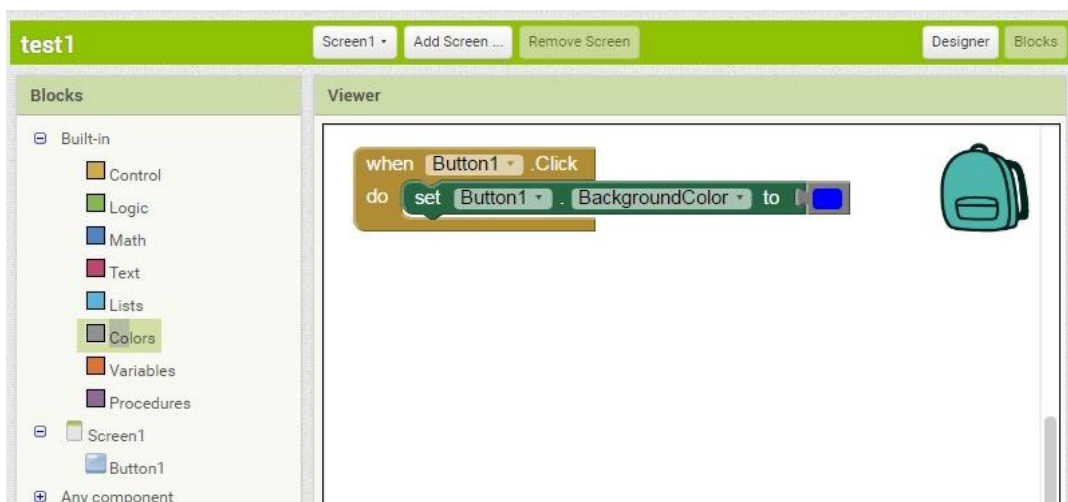 test1
Screen1
Add Screen ...
Remove Screen
Designer
Blocks
Blocks
Viewer
Built-in
Control
Logic
Math
Text
Lists
Colors
Variables
Procedures
Screen1
Button1
Any component
when Button1 .Click
do set Button1 . BackgroundColor to